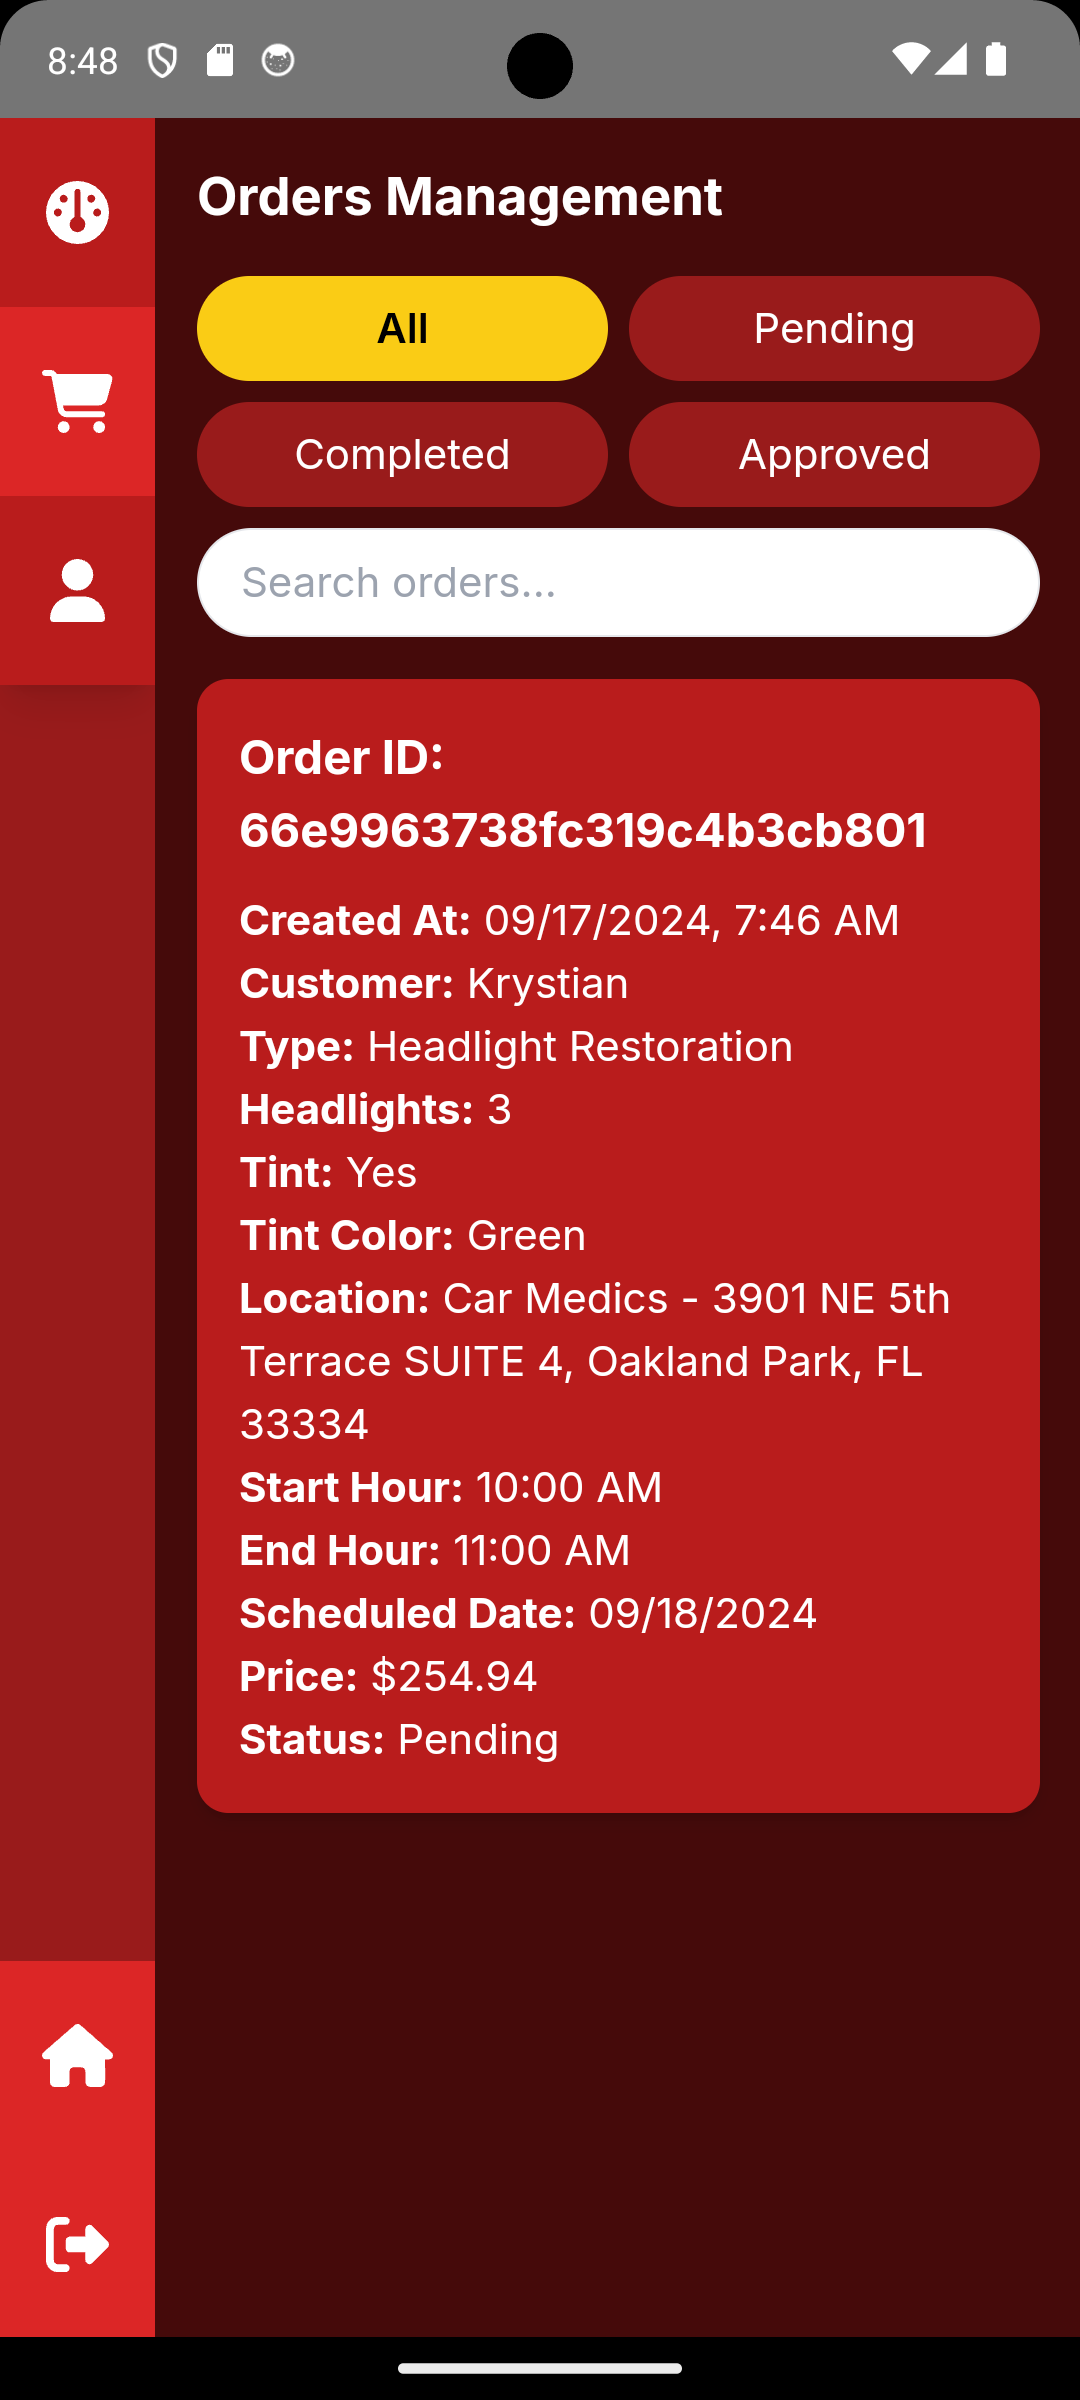 8:48
Orders Management
All
Pending
Completed
Approved
Search orders...
Order ID:
66e9963738fc319c4b3cb801
Created At: 09/17/2024, 7:46 AM
Customer: Krystian
Type: Headlight Restoration
Headlights: 3
Tint: Yes
Tint Color: Green
Location: Car Medics - 3901 NE 5th
Terrace SUITE 4, Oakland Park, FL
33334
Start Hour: 10:00 AM
End Hour: 11:00 AM
Scheduled Date: 09/18/2024
Price: $254.94
Status: Pending